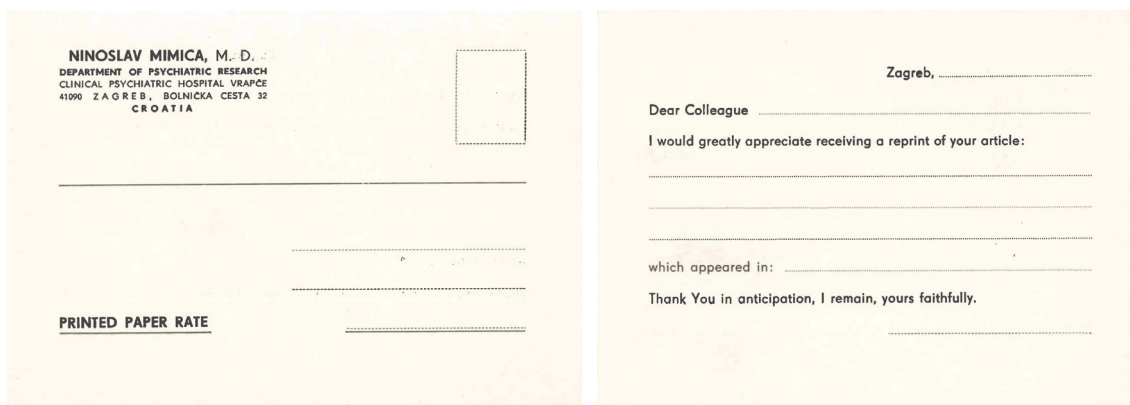 NINOSLAV MIMICA, M. D.
DEPARTMENT OF PSYCHIATRIC RESEARCH
CLINICAL PSYCHIATRIC HOSPITAL VRAPČE
41090 ZAGREB, BOLNIČKA CESTA 32
CROATIA
PRINTED PAPER RATE
Zagreb,
Dear Colleague
I would greatly appreciate receiving a reprint of your article:
which appeared in:
Thank You in anticipation, I remain, yours faithfully.